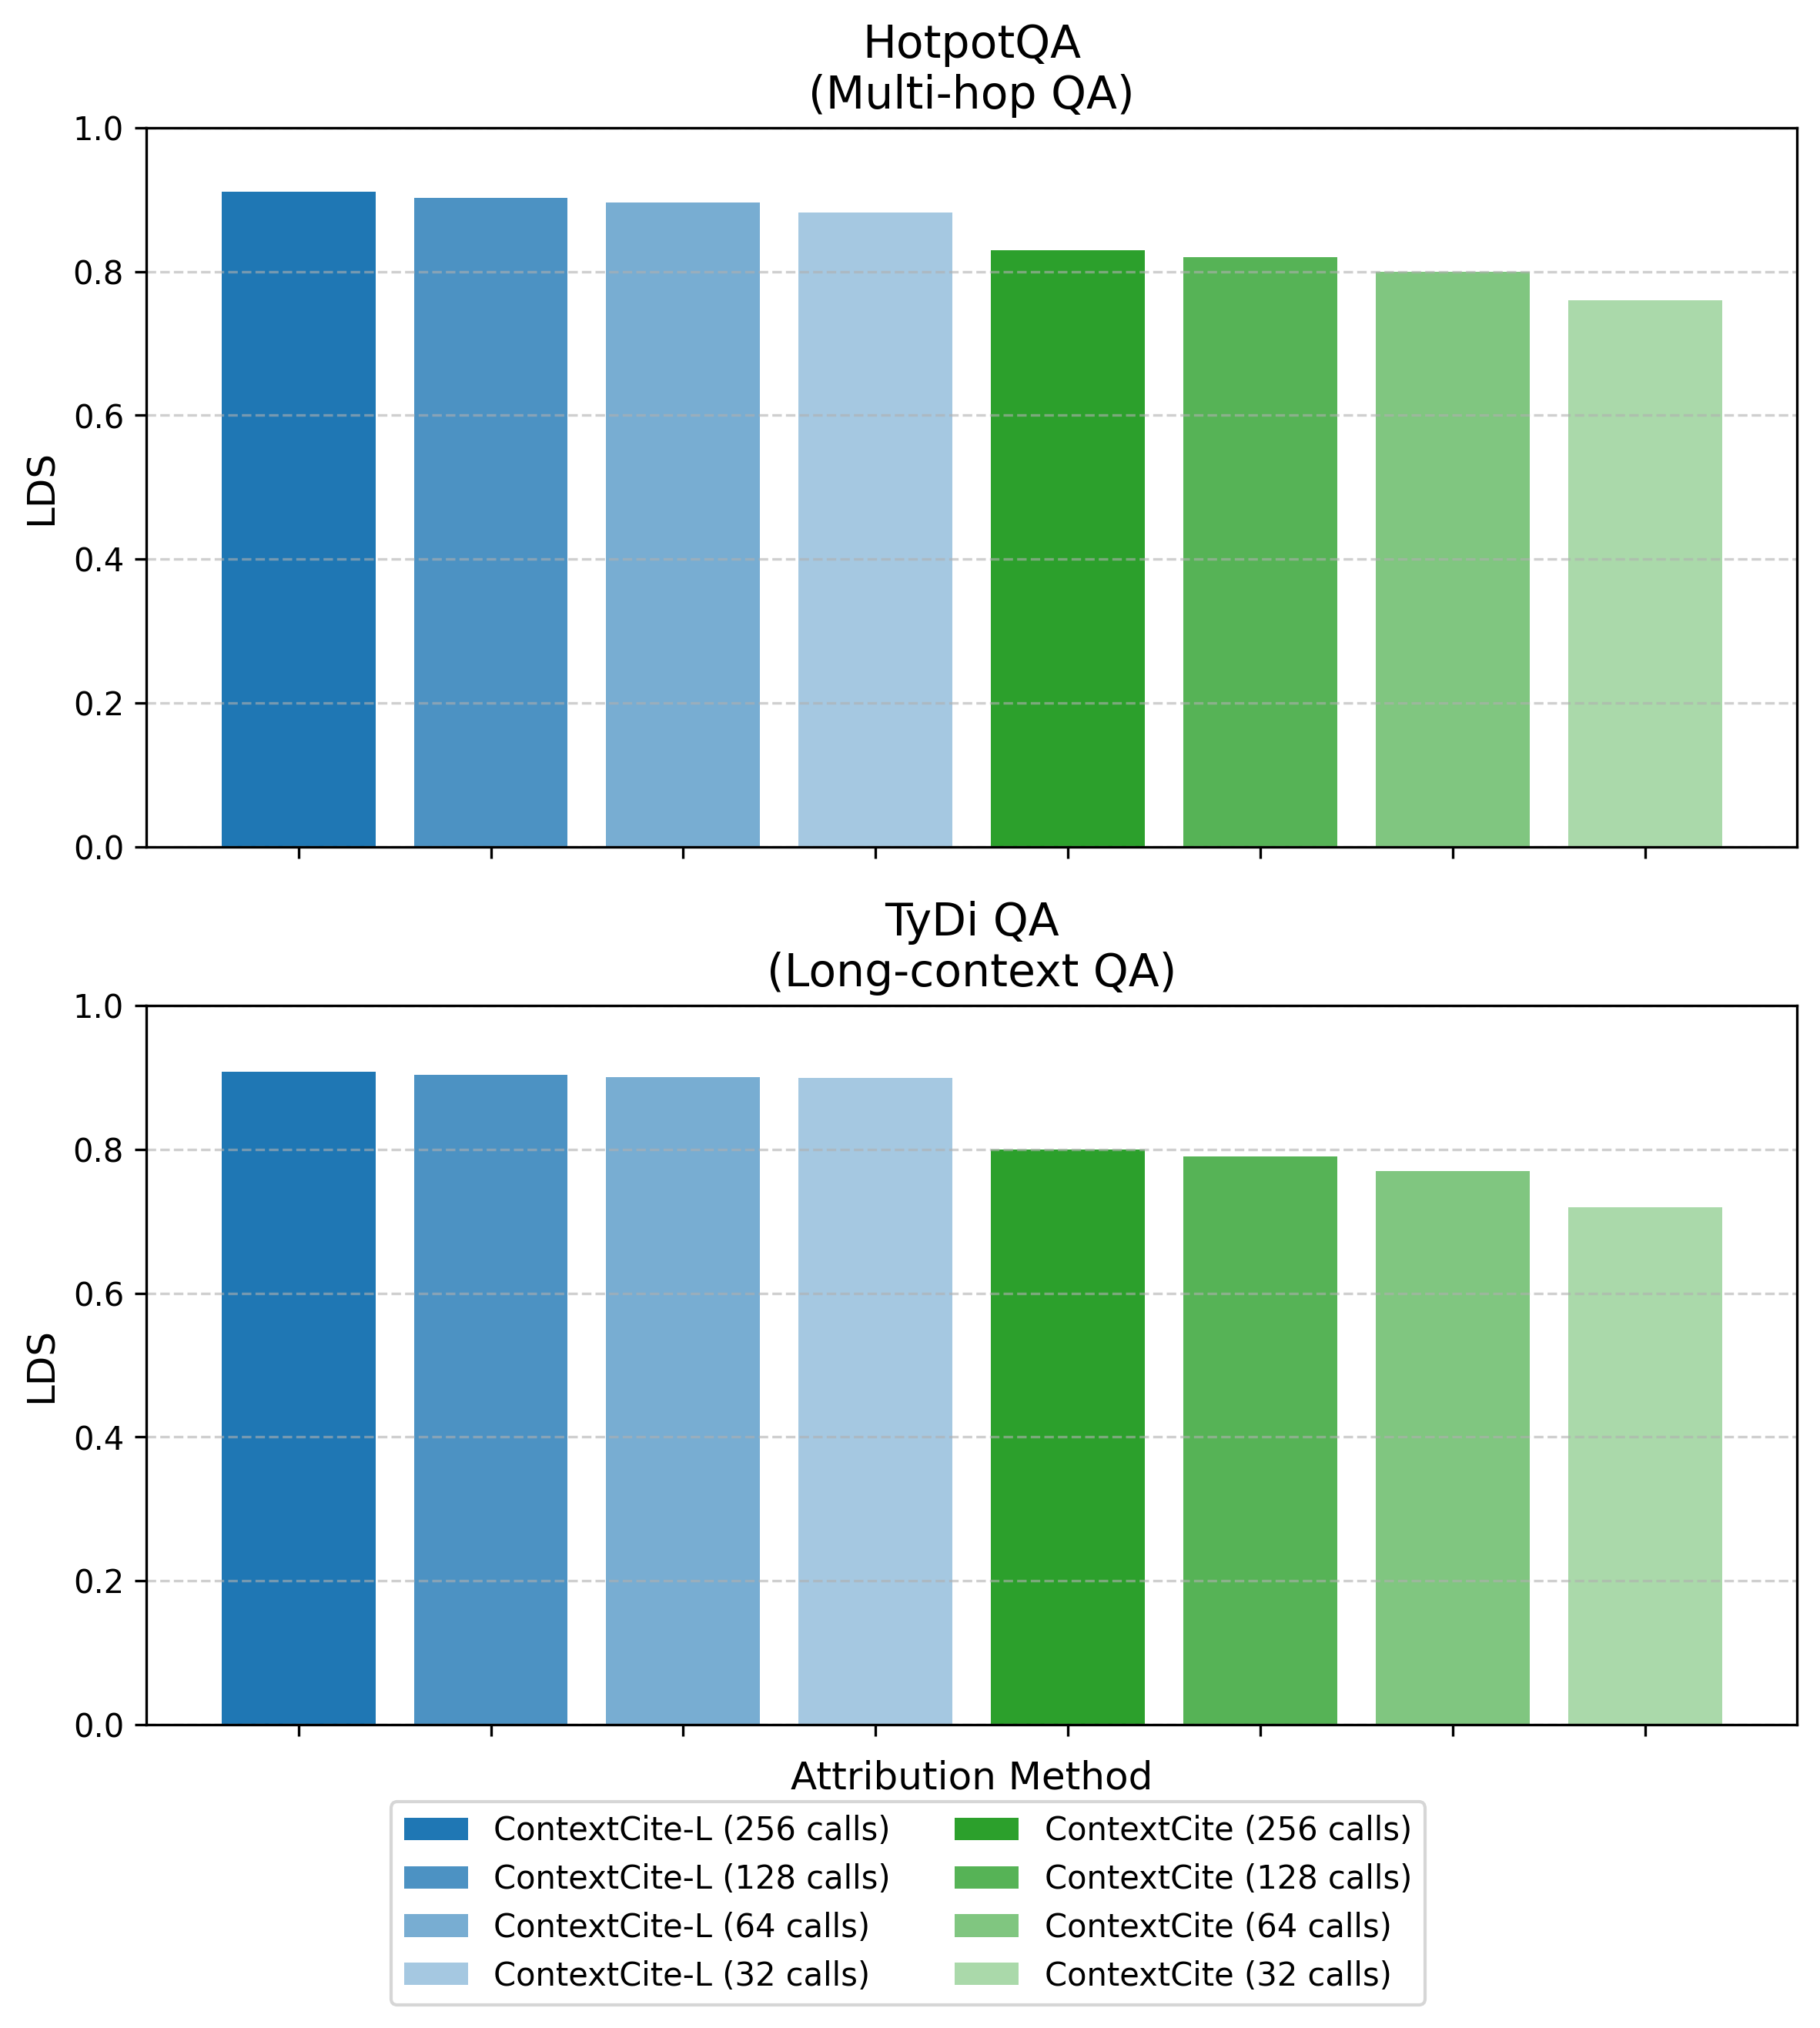 HotpotQA
(Multi-hop QA)
1.0
0.8
0.6
0.4
0.2
0.0
LDS
TyDi QA
(Long-context QA)
1.0
0.8
0.6
0.4
0.2
0.0
LDS
Attribution Method
ContextCite-L (256 calls)
ContextCite-L (128 calls)
ContextCite-L (64 calls)
ContextCite-L (32 calls)
ContextCite (256 calls)
ContextCite (128 calls)
ContextCite (64 calls)
ContextCite (32 calls)